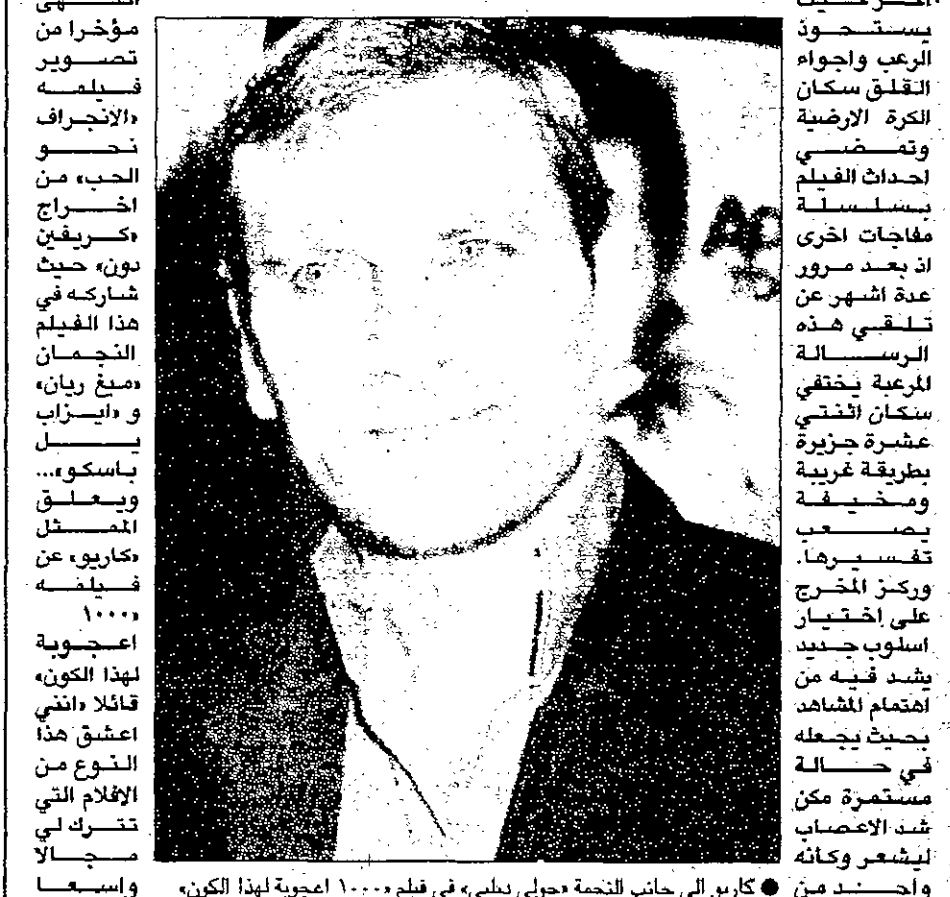 يستحوذ
الرعب واجواء
القلق سكان
الكرة الارضية
وتمضي
احداث الفيلم
بسلسلة
مفاجآت اخرى
اذ بعد مرور
عدة اشهر عن
تلقي هذه
الرسالة
المرعبة يختفي
سكان اثنتي
عشرة جزيرة
بطريقة غريبة
ومخيفة
يصعب
تفسيرها.
وركز المخرج
على اختيار
اسلوب جديد
يشد فيه من
اهتمام المشاهد
بحيث يجعله
في حالة
مستمرة مكن
شد الاعصاب
ليشعر وكأنه
واحد من
● كاريو الى جانب النجمة «جولي ديلبي» في فيلم «١٠٠٠ اعجوبة لهذا الكون»
مؤخرا من
تصوير
فيلمه
«الانجراف
نحو
الحب» من
اخراج
«كريفين
دون» حيث
شاركه في
هذا الفيلم
النجمان
«ميغ ريان»
و «ايزاب
يل
باسكو»...
ويعلق
الممثل
«كاريو» عن
فيلمه
«١٠٠٠
اعجوبة
لهذا الكون»
قائلا «انني
اعشق هذا
النوع من
الافلام التي
تترك لي
مجالا
واسعا